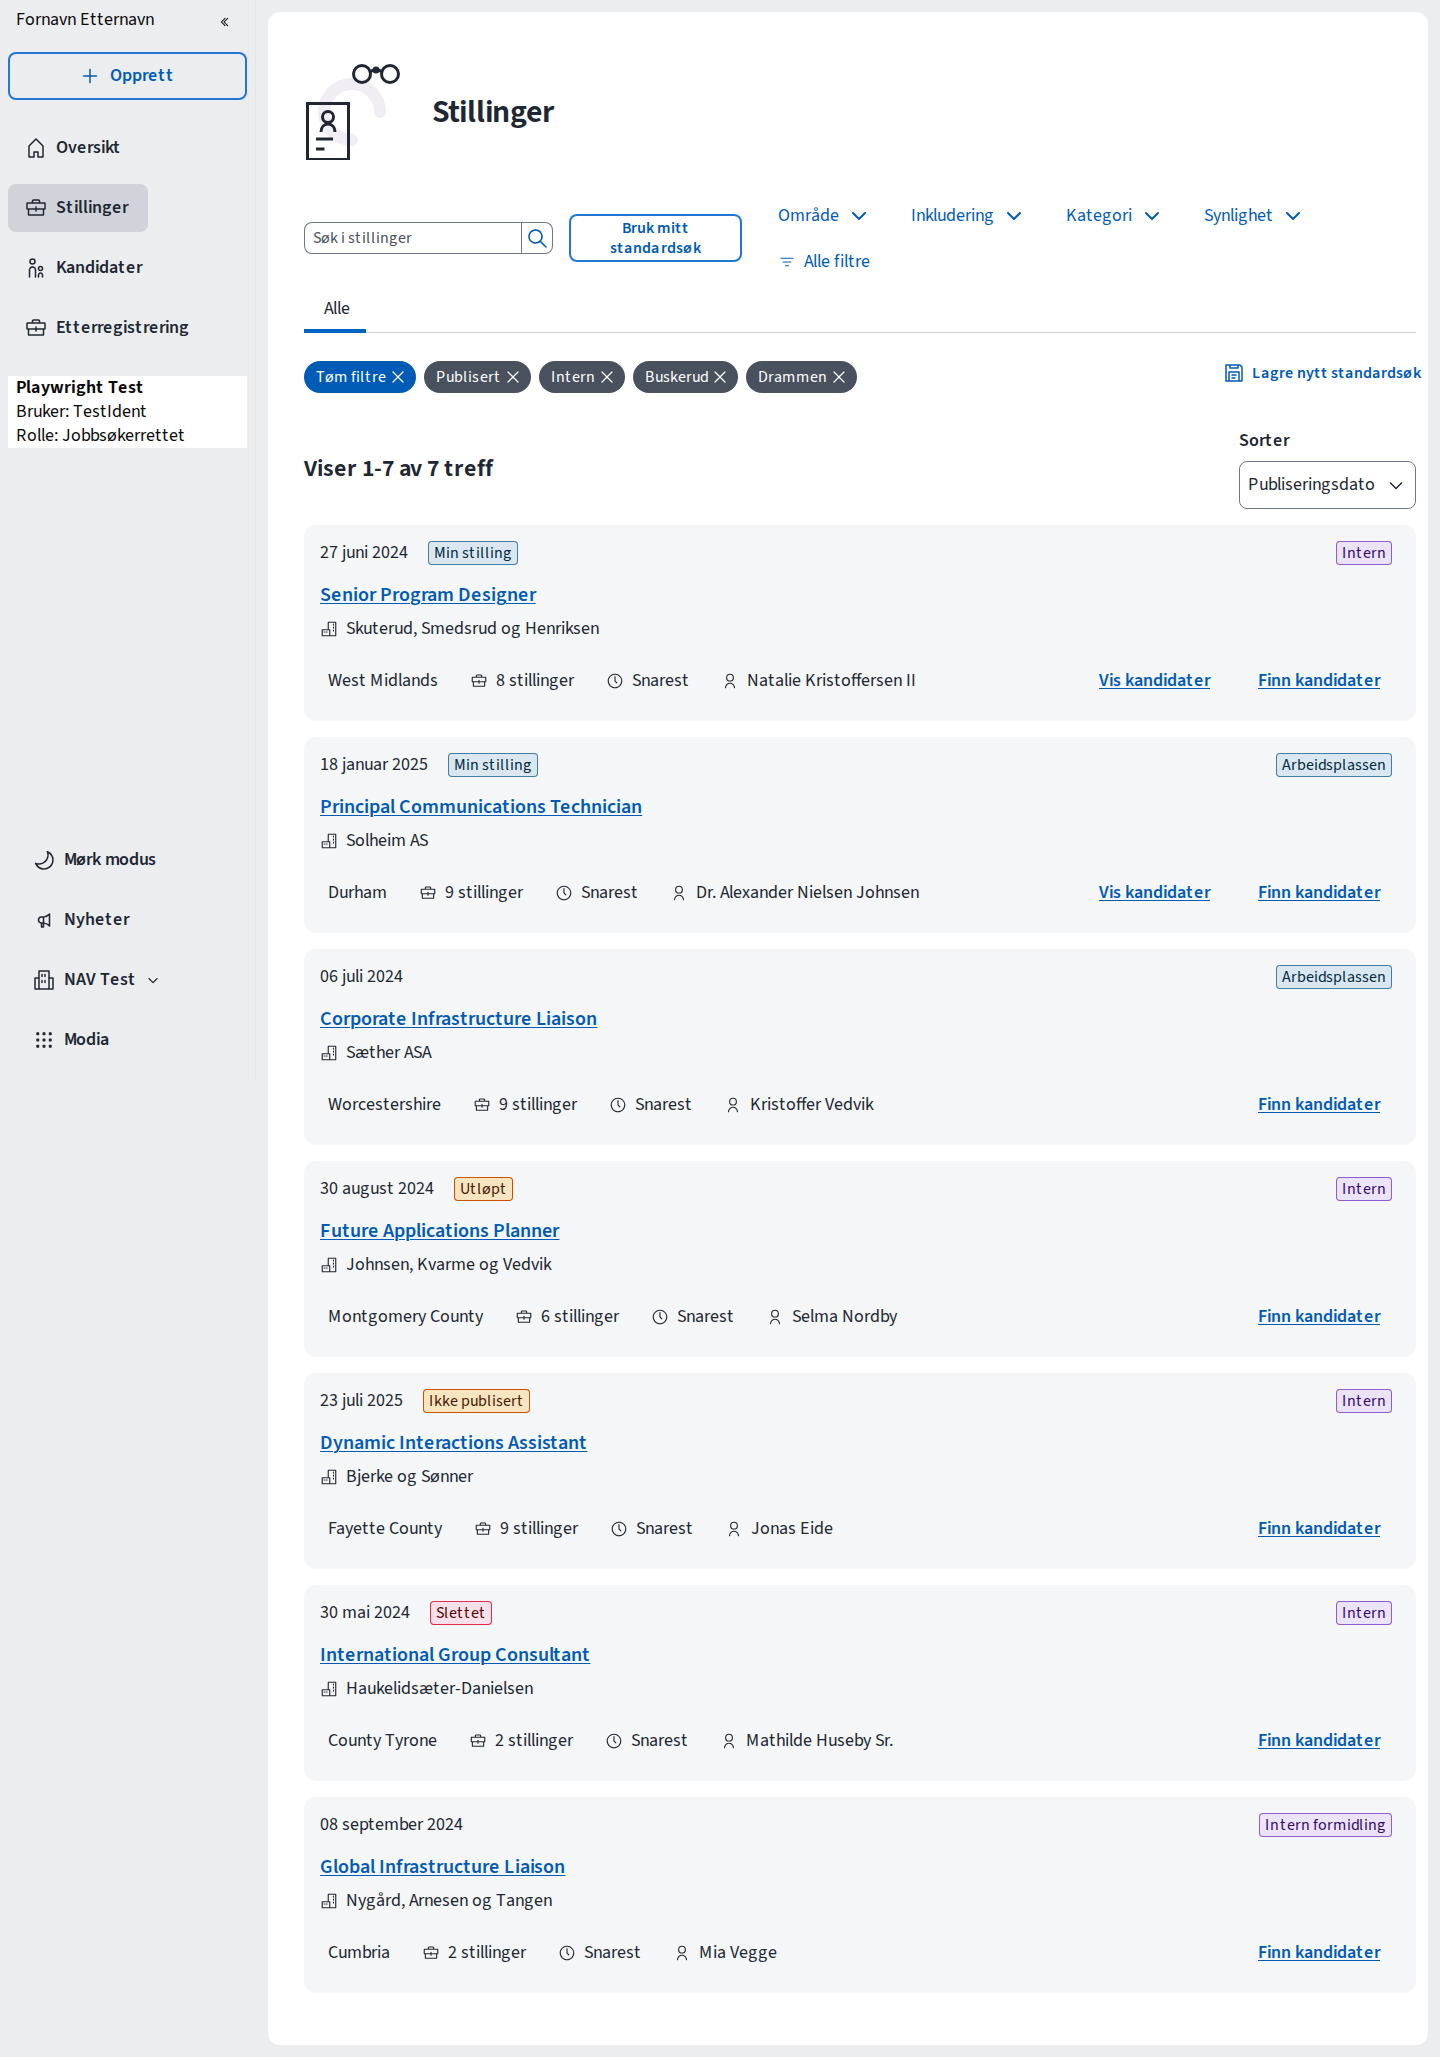 Fornavn Etternavn
Opprett
Oversikt
Stillinger
Kandidater
Etterregistrering
Playwright Test
Bruker: TestIdent
Rolle: Jobbsøkerrettet
Mørk modus
Nyheter
NAV Test
Modia
Stillinger
Søk i stillinger
Bruk mitt
standardsøk
Område Inkludering Kategori Synlighet
Alle filtre
Alle
Tøm filtre Publisert Intern Buskerud Drammen Lagre nytt standardsøk
Sorter
Viser 1-7 av 7 treff
Publiseringsdato
27 juni 2024 Min stilling Intern
Senior Program Designer
Skuterud, Smedsrud og Henriksen
West Midlands 8 stillinger Snarest Natalie Kristoffersen II Vis kandidater Finn kandidater
18 januar 2025 Min stilling Arbeidsplassen
Principal Communications Technician
Solheim AS
Durham 9 stillinger Snarest Dr. Alexander Nielsen Johnsen Vis kandidater Finn kandidater
06 juli 2024 Arbeidsplassen
Corporate Infrastructure Liaison
Sæther ASA
Worcestershire 9 stillinger Snarest Kristoffer Vedvik Finn kandidater
30 august 2024 Utløpt Intern
Future Applications Planner
Johnsen, Kvarme og Vedvik
Montgomery County 6 stillinger Snarest Selma Nordby Finn kandidater
23 juli 2025 Ikke publisert Intern
Dynamic Interactions Assistant
Bjerke og Sønner
Fayette County 9 stillinger Snarest Jonas Eide Finn kandidater
30 mai 2024 Slettet Intern
International Group Consultant
Haukelidsæter-Danielsen
County Tyrone 2 stillinger Snarest Mathilde Huseby Sr. Finn kandidater
08 september 2024 Intern formidling
Global Infrastructure Liaison
Nygård, Arnesen og Tangen
Cumbria 2 stillinger Snarest Mia Vegge Finn kandidater